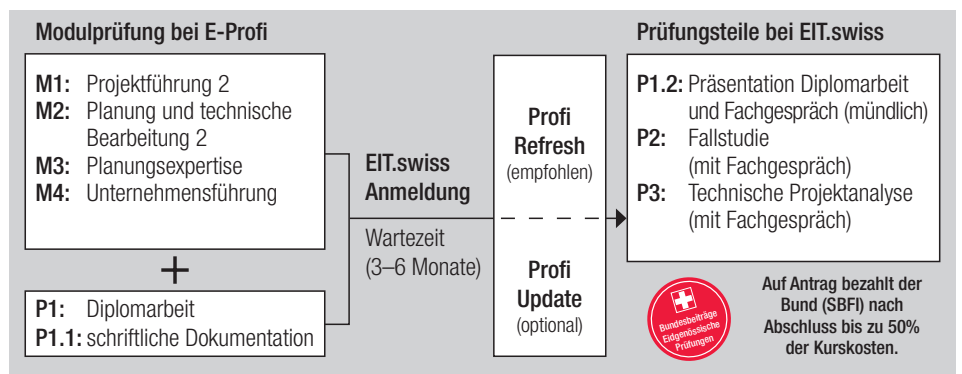 Modulprüfung bei E-Profi
M1: Projektführung 2
M2: Planung und technische
Bearbeitung 2
M3: Planungsexpertise
M4: Unternehmensführung
P1: Diplomarbeit
P1.1: schriftliche Dokumentation
EIT.swiss
Anmeldung
Wartezeit
(3–6 Monate)
Profi
Refresh
(empfohlen)
Profi
Update
(optional)
Prüfungsteile bei EIT.swiss
P1.2: Präsentation Diplomarbeit
und Fachgespräch (mündlich)
P2: Fallstudie
(mit Fachgespräch)
P3: Technische Projektanalyse
(mit Fachgespräch)
Bundesbeiträge
Eidgenössische
Prüfungen
Auf Antrag bezahlt der
Bund (SBFI) nach
Abschluss bis zu 50%
der Kurskosten.